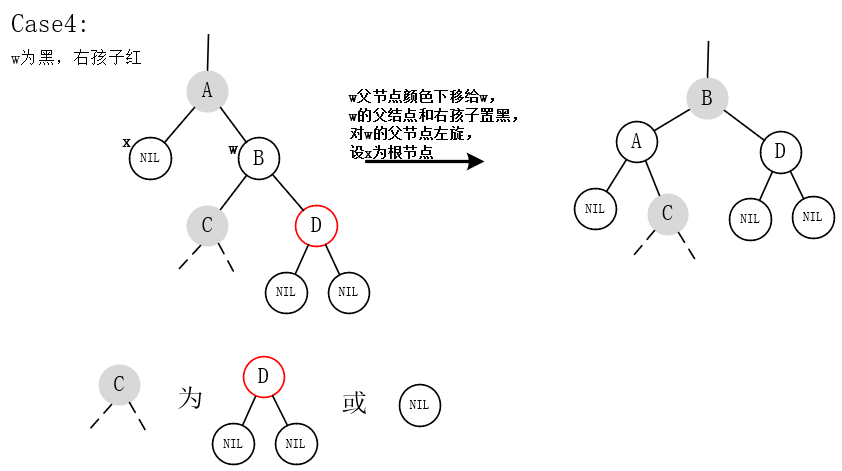 Case4:
w为黑，右孩子红
A
x
NIL
w
B
C
D
NIL
NIL
w父节点颜色下移给w，
w的父结点和右孩子置黑，
对w的父节点左旋，
设x为根节点
B
A
D
NIL
C
NIL
NIL
C
为
D
NIL
NIL
或
NIL